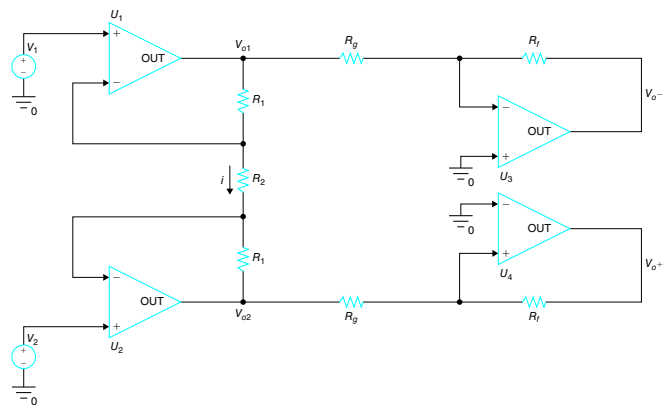 U1
V1
+
−
OUT
+
−
0
Vo1
Rg
Rf
R1
Vo−
−
OUT
+
0
U3
i
R2
0
−
OUT
+
U4
Vo+
R1
−
OUT
+
U2
Vo2
Rg
Rf
V2
+
−
0